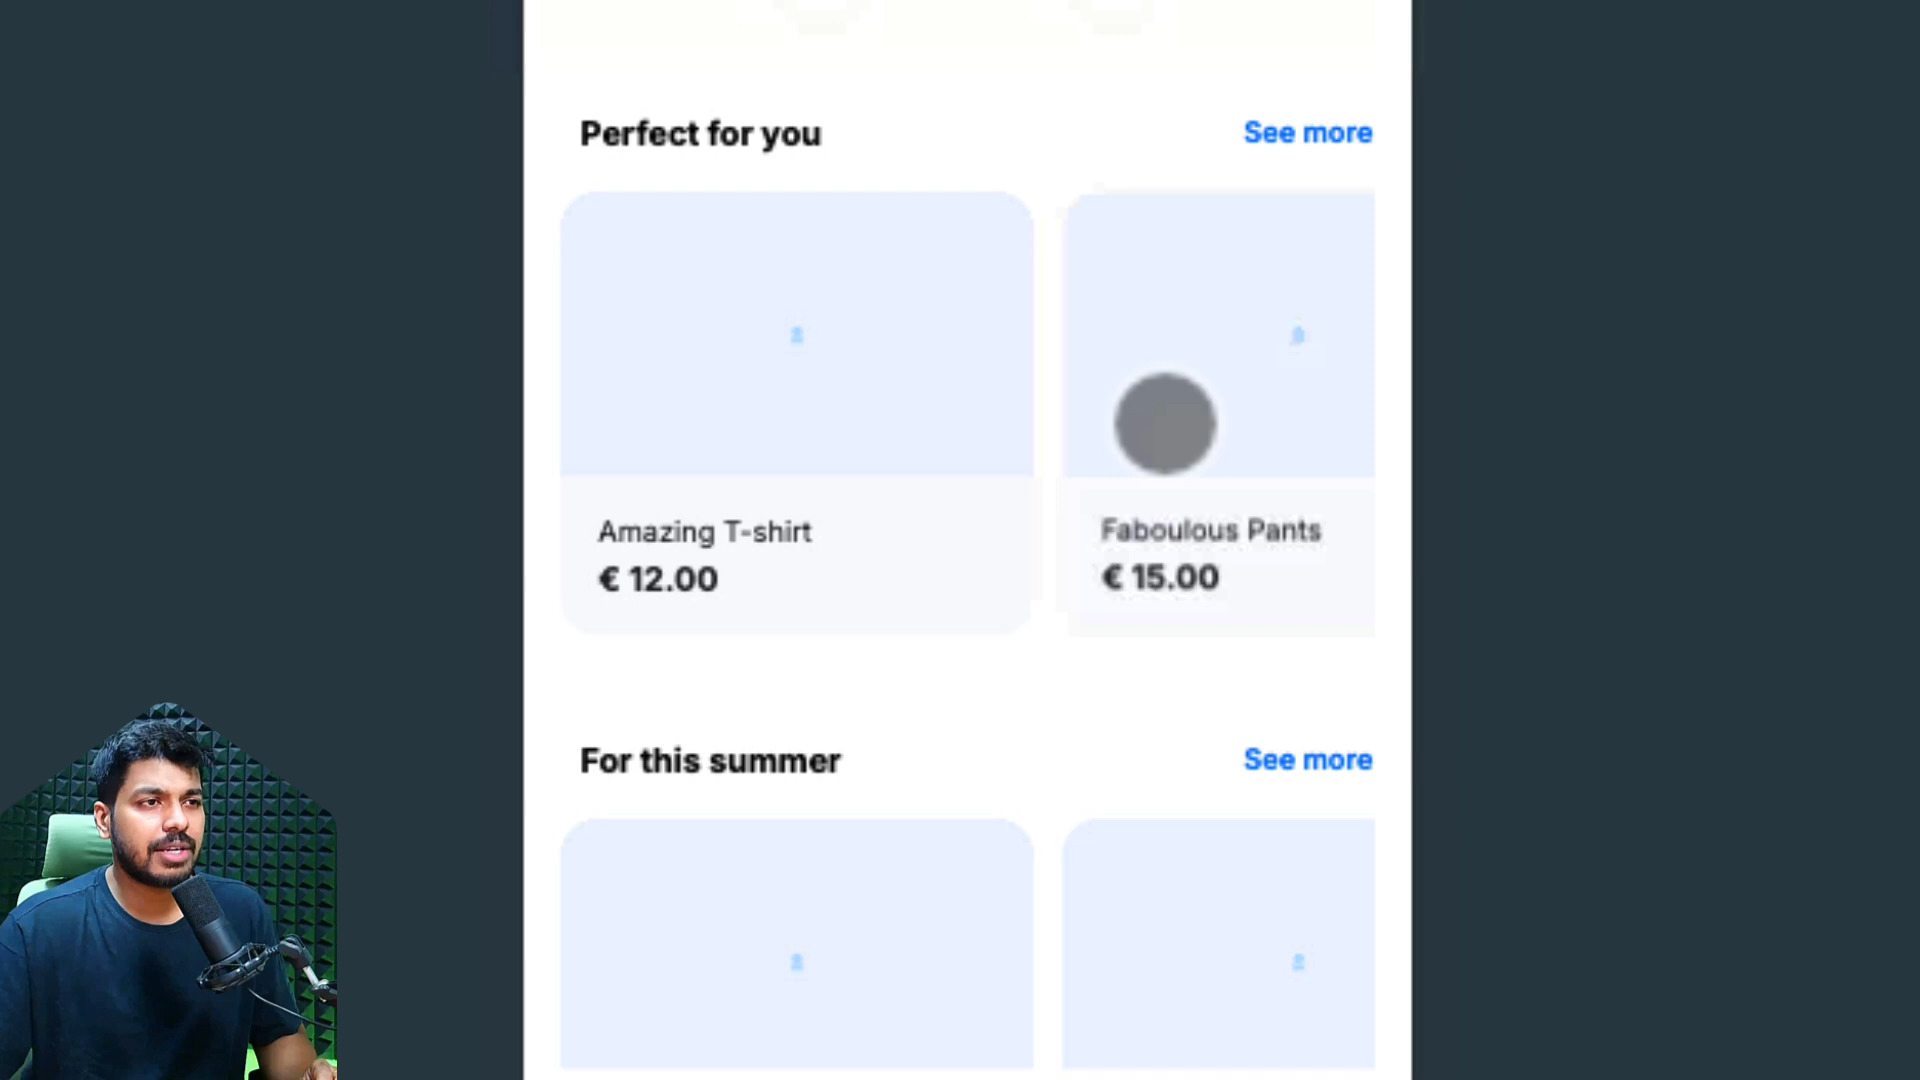 Perfect for you
See more
Amazing T-shirt
€ 12.00
Faboulous Pants
€ 15.00
For this summer
See more